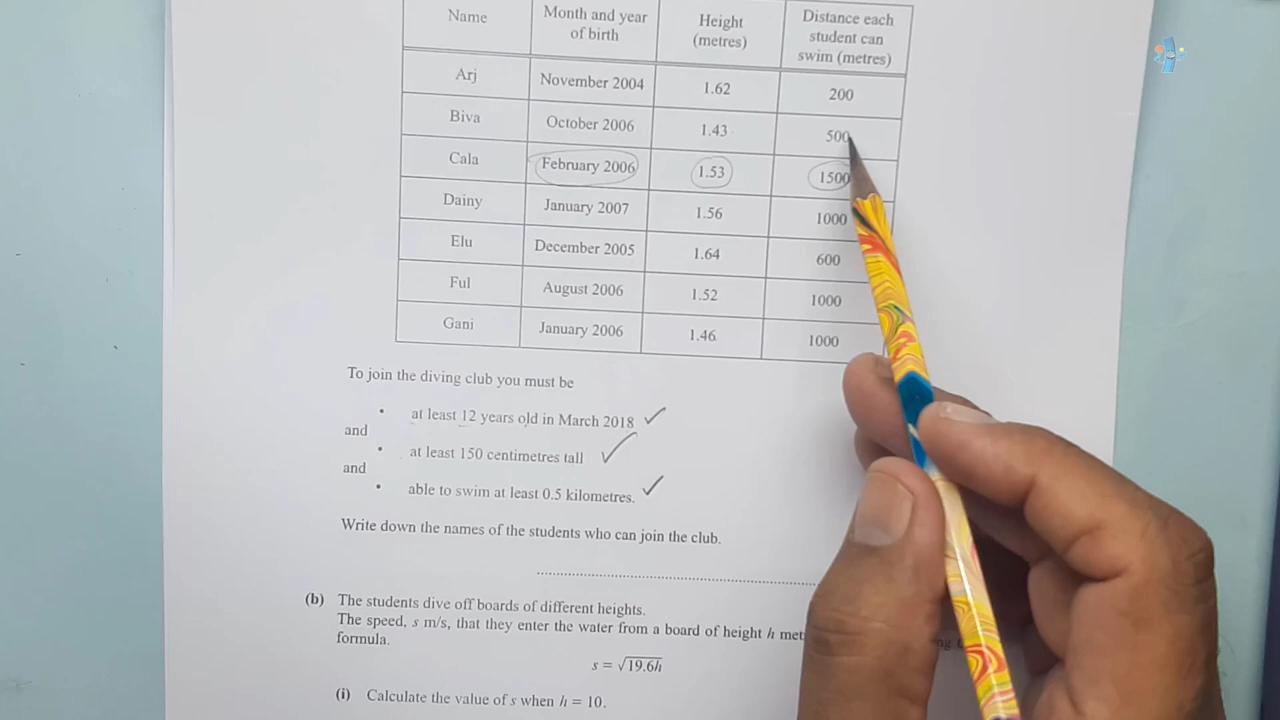 Name Month and year of birth Height (metres) Distance each student can swim (metres)
Arj November 2004 1.62 200
Biva October 2006 1.43 500
Cala February 2006 1.53 1500
Dainy January 2007 1.56 1000
Elu December 2005 1.64 600
Ful August 2006 1.52 1000
Gani January 2006 1.46 1000
To join the diving club you must be
• at least 12 years old in March 2018
and
• at least 150 centimetres tall
and
• able to swim at least 0.5 kilometres.
Write down the names of the students who can join the club.
(b) The students dive off boards of different heights.
The speed, s m/s, that they enter the water from a board of height h
formula.
s = √19.6h
(i) Calculate the value of s when h = 10.